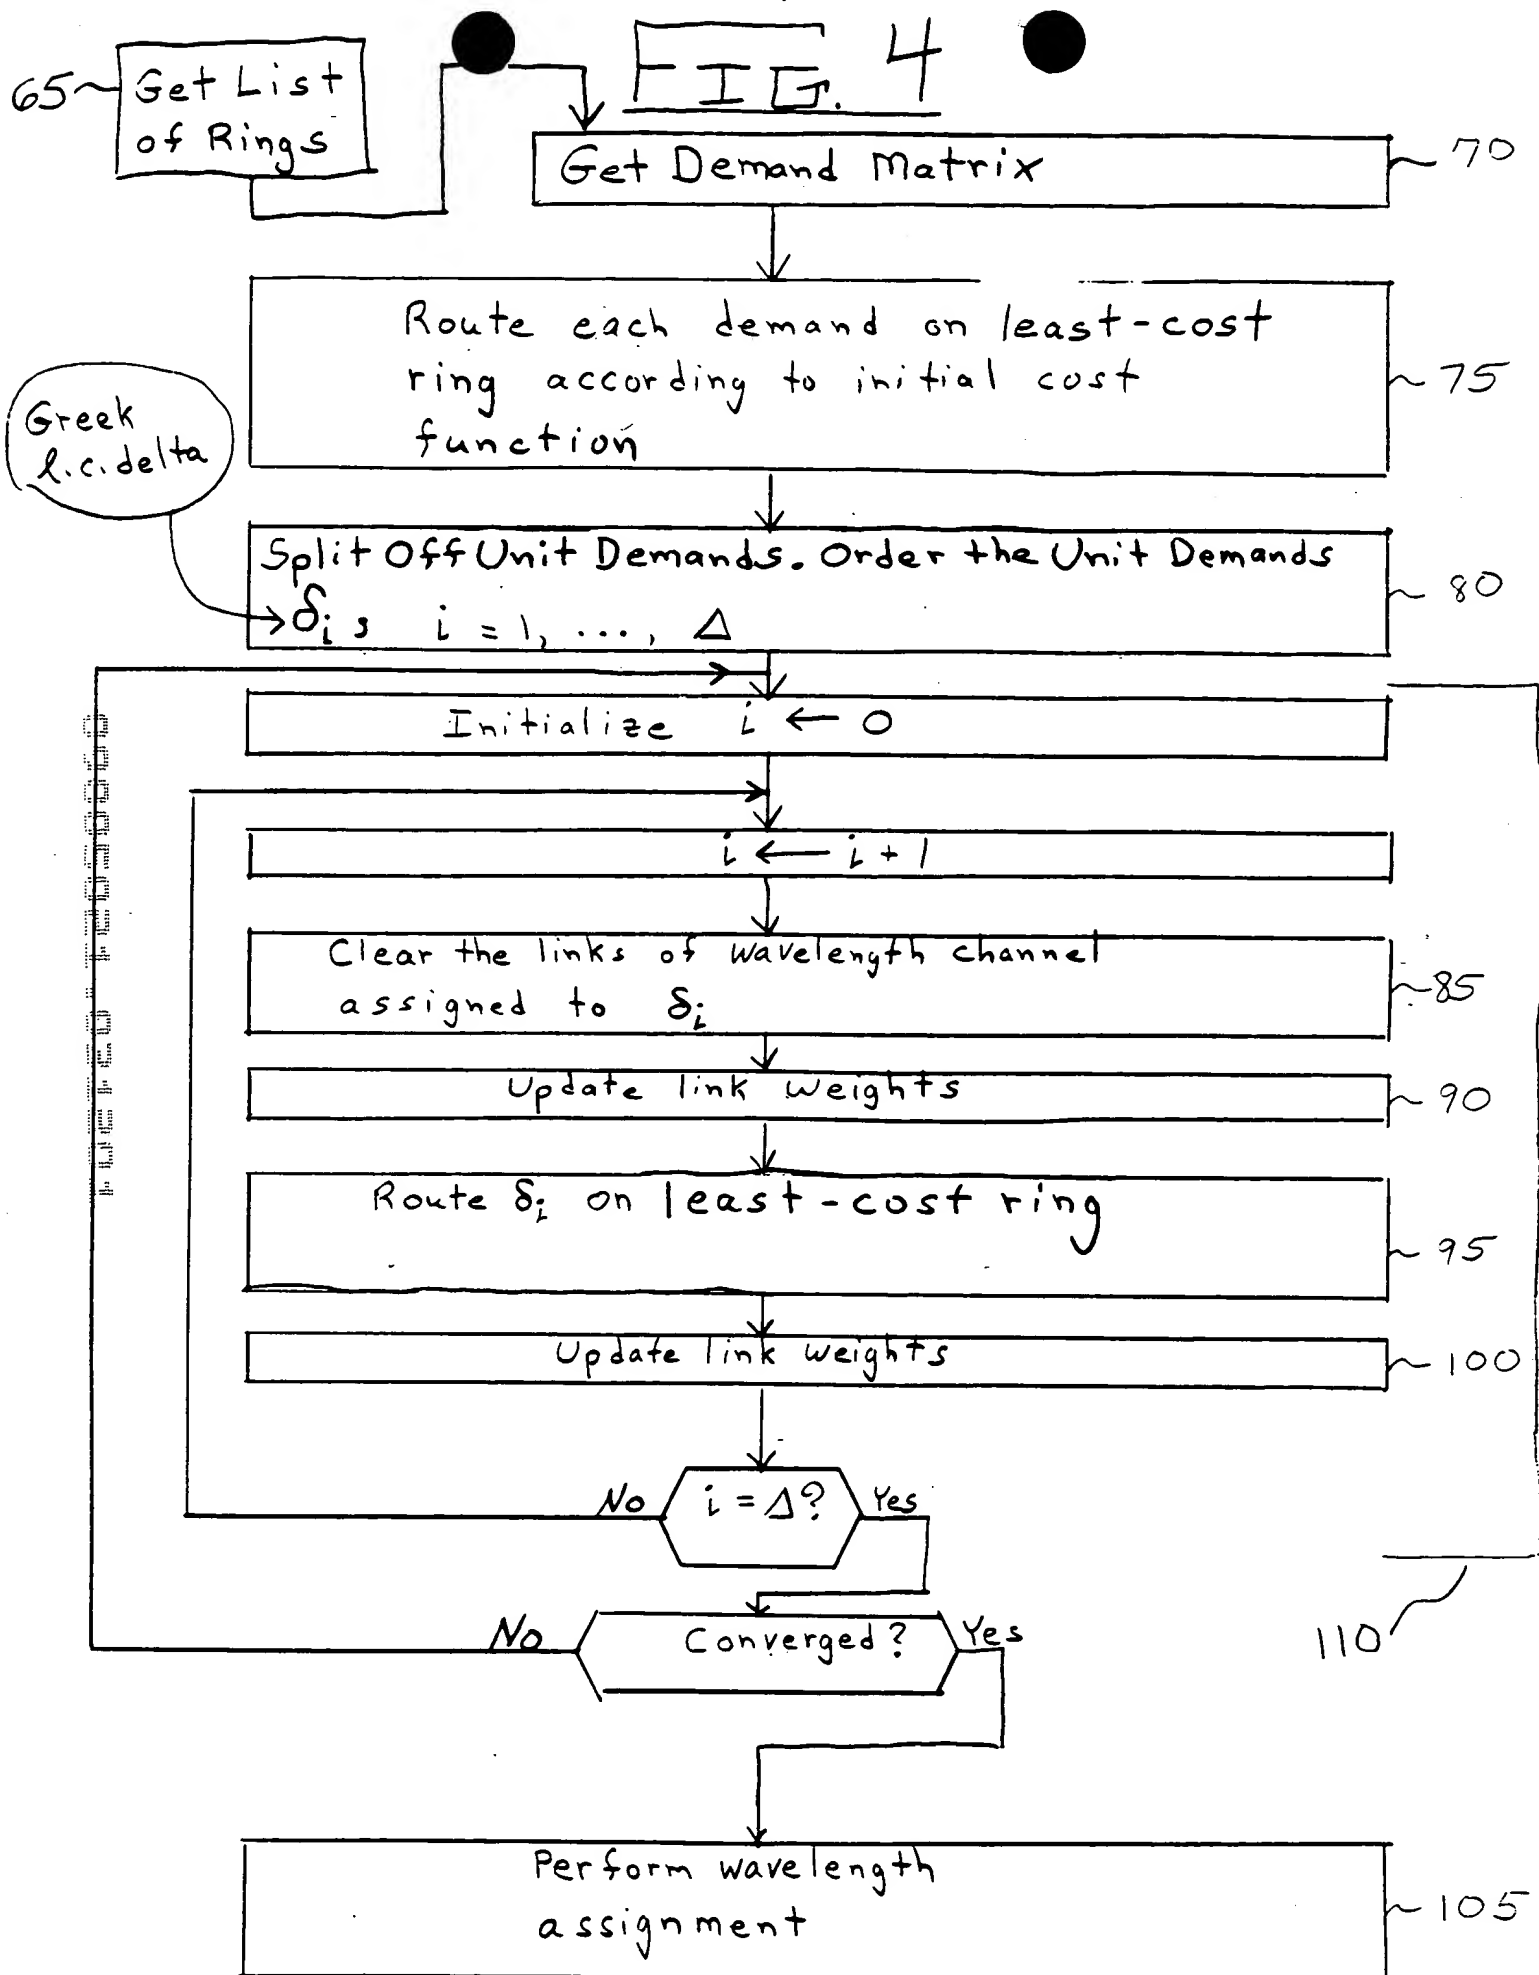 FIG. 4
65 Get List
of Rings
Get Demand Matrix 70
Route each demand on least-cost
ring according to initial cost
function
75
Greek
l.c. delta
Split Off Unit Demands. Order the Unit Demands
δi, i = 1, ..., Δ
80
Initialize i ← 0
i ← i + 1
Clear the links of wavelength channel
assigned to δi
85
Update link weights 90
Route δi on least-cost ring
95
Update link weights 100
No i = Δ? Yes
No Converged? Yes
110
Perform wavelength
assignment
105